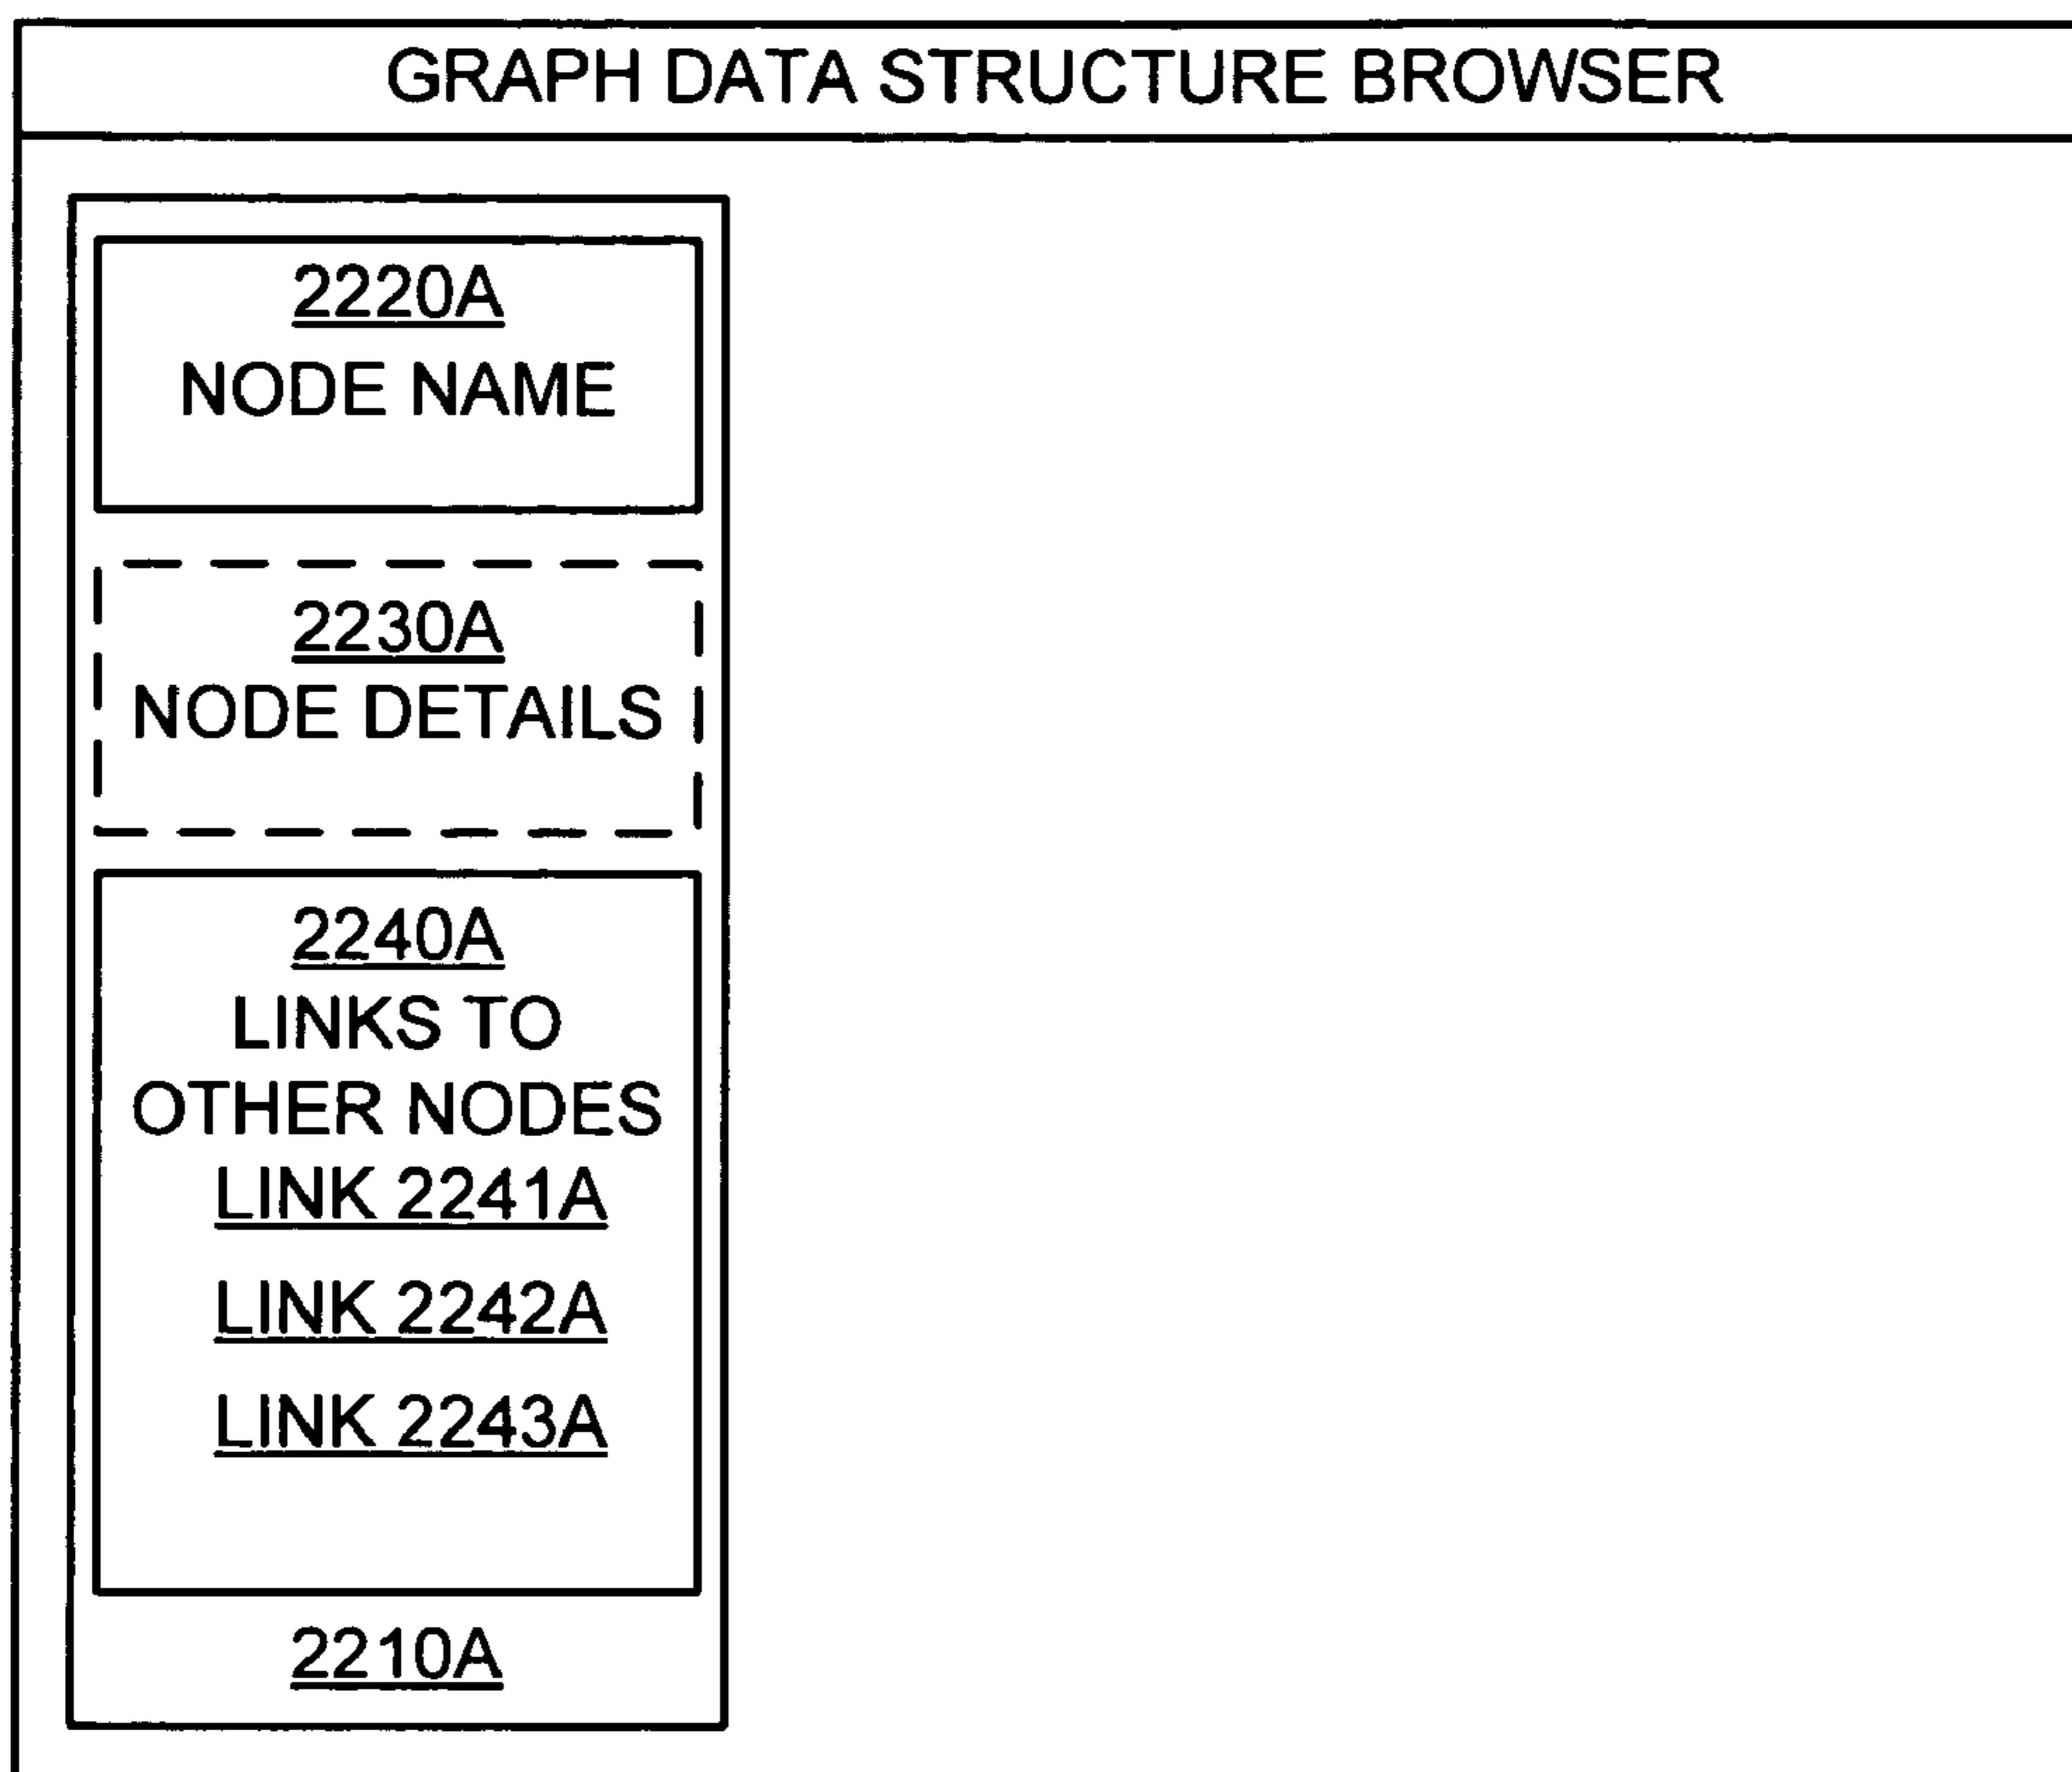 GRAPH DATA STRUCTURE BROWSER
2220A
NODE NAME
2230A
NODE DETAILS
2240A
LINKS TO
OTHER NODES
LINK 2241A
LINK 2242A
LINK 2243A
2210A